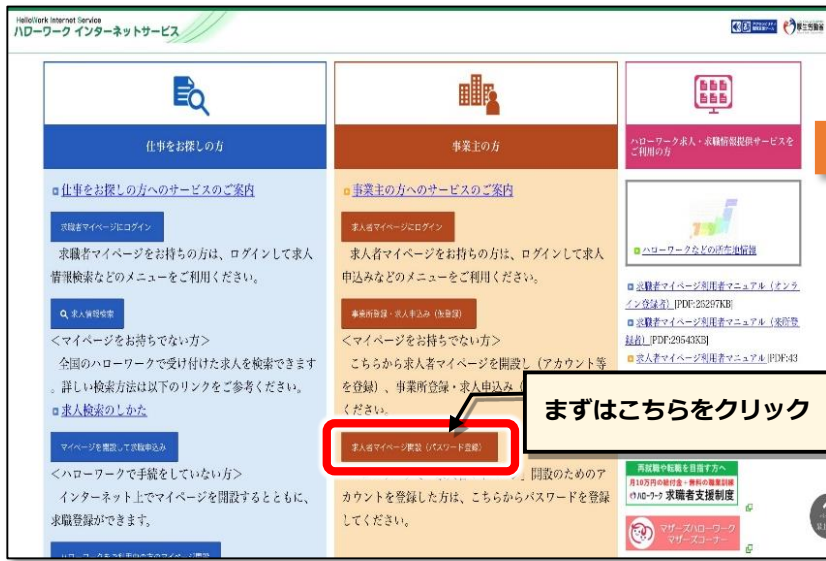 HelloWork Internet Service
ハローワーク インターネットサービス
厚生労働省
仕事をお探しの方
仕事をお探しの方へのサービスのご案内
求職者マイページにログイン
求職者マイページをお持ちの方は、ログインして求人
情報検索などのメニューをご利用ください。
求人情報検索
<マイページをお持ちでない方>
全国のハローワークで受け付けた求人を検索できます
。詳しい検索方法は以下のリンクをご参考ください。
求人検索のしかた
マイページを開設して求職申込み
<ハローワークで手続をしていない方>
インターネット上でマイページを開設するとともに、
求職登録ができます。
事業主の方
事業主の方へのサービスのご案内
求人者マイページにログイン
求人者マイページをお持ちの方は、ログインして求人
申込みなどのメニューをご利用ください。
事業所登録・求人申込み（仮登録）
<マイページをお持ちでない方>
こちらから求人者マイページを開設し（アカウント等
を登録）、事業所登録・求人申込み（
ください。
まずはこちらをクリック
求人者マイページ開設（パスワード登録）
」開設のためのア
カウントを登録した方は、こちらからパスワードを登録
してください。
ハローワーク求人・求職情報提供サービスを
ご利用の方
ハローワークなどの所在地情報
求職者マイページ利用者マニュアル（オンラ
イン登録者）[PDF:25297KB]
求職者マイページ利用者マニュアル（来所登
録者）[PDF:29543KB]
求人者マイページ利用者マニュアル[PDF:43
再就職や転職を目指す方へ
月10万円の給付金＋無料の職業訓練
ハローワーク 求職者支援制度
マザーズハローワーク
マザーズコーナー